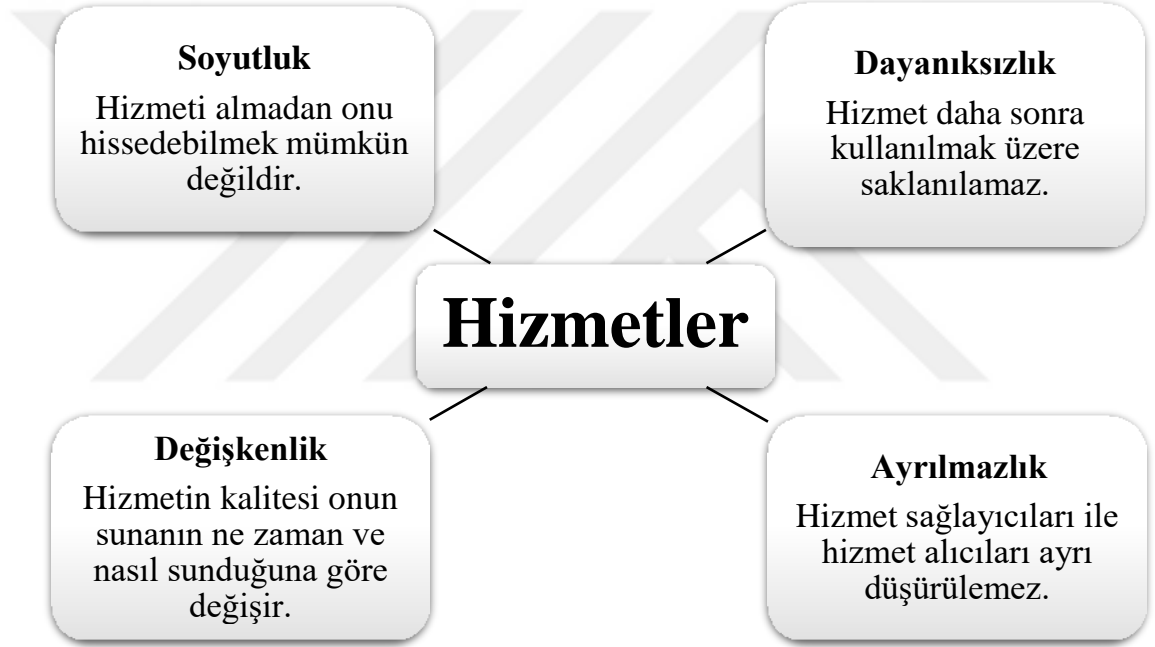 Soyutluk
Hizmeti almadan onu
hissedebilmek mümkün
değildir.
Dayanıksızlık
Hizmet daha sonra
kullanılmak üzere
saklanılamaz.
Hizmetler
Değişkenlik
Hizmetin kalitesi onun
sunanın ne zaman ve
nasıl sunduğuna göre
değişir.
Ayrılmazlık
Hizmet sağlayıcıları ile
hizmet alıcıları ayrı
düşürülemez.